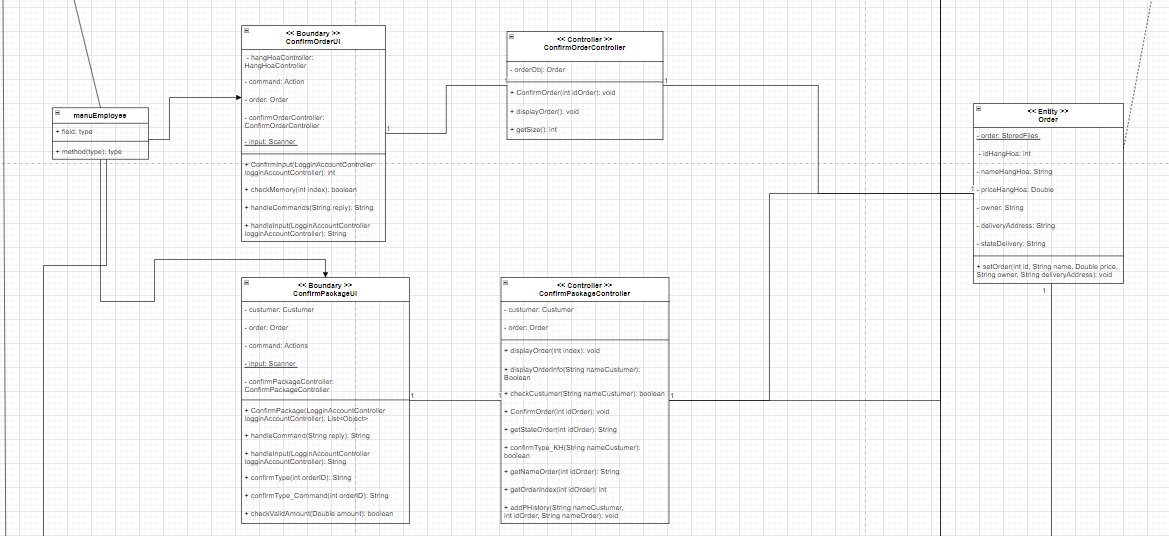 menuEmployee
+ field: type
+ method(type): type
<< Boundary >>
ConfirmOrderUI
- hangHoaController:
HangHoaController
- command: Action
- order: Order
- confirmOrderController:
ConfirmOrderController
- input: Scanner
+ ConfirmInput(LogginAccountController
logginAccountController): int
+ checkMemory(int index): boolean
+ handleCommands(String reply): String
+ handleInput(LogginAccountController
logginAccountController): String
1
1
<< Controller >>
ConfirmOrderController
- orderObj: Order
+ ConfirmOrder(int idOrder): void
+ displayOrder(): void
+ getSize(): int
1
1
<< Entity >>
Order
- order: StoredFiles
- idHangHoa: int
- nameHangHoa: String
- priceHangHoa: Double
- owner: String
- deliveryAddress: String
- stateDelivery: String
+ setOrder(int id, String name, Double price,
String owner, String deliveryAddress): void
1
<< Boundary >>
ConfirmPackageUI
- custumer: Custumer
- order: Order
- command: Actions
- input: Scanner
- confirmPackageController:
ConfirmPackageController
+ ConfirmPackage(LogginAccountController
logginAccountController): List<Object>
+ handleCommand(String reply): String
+ handleInput(LogginAccountController
logginAccountController): String
+ confirmType(int orderID): String
+ confirmType_Command(int orderID): String
+ checkValidAmount(Double amount): boolean
1
1
<< Controller >>
ConfirmPackageController
- custumer: Custumer
- order: Order
+ displayOrder(int index): void
+ displayOrderInfo(String nameCustumer):
Boolean
+ checkCustumer(String nameCustumer): boolean
+ ConfirmOrder(int idOrder): void
+ getStateOrder(int idOrder): String
+ confirmType_KH(String nameCustumer):
boolean
+ getNameOrder(int idOrder): String
+ getOrderIndex(int idOrder): int
+ addPHistory(String nameCustumer,
int idOrder, String nameOrder): void
1